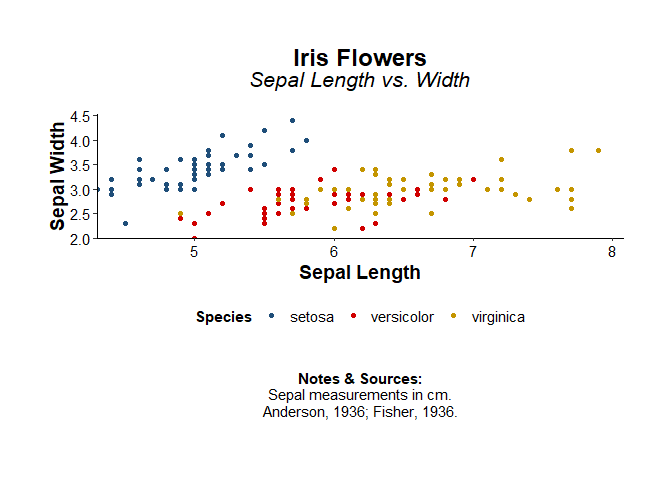 Iris Flowers
Sepal Length vs. Width
4.5
4.0
3.5
3.0
2.5
2.0
Sepal Width
5 6 7 8
Sepal Length
Species setosa versicolor virginica
Notes & Sources:
Sepal measurements in cm.
Anderson, 1936; Fisher, 1936.